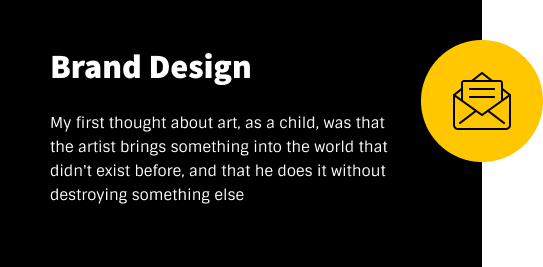 Brand Design
My first thought about art, as a child, was that
the artist brings something into the world that
didn't exist before, and that he does it without
destroying something else